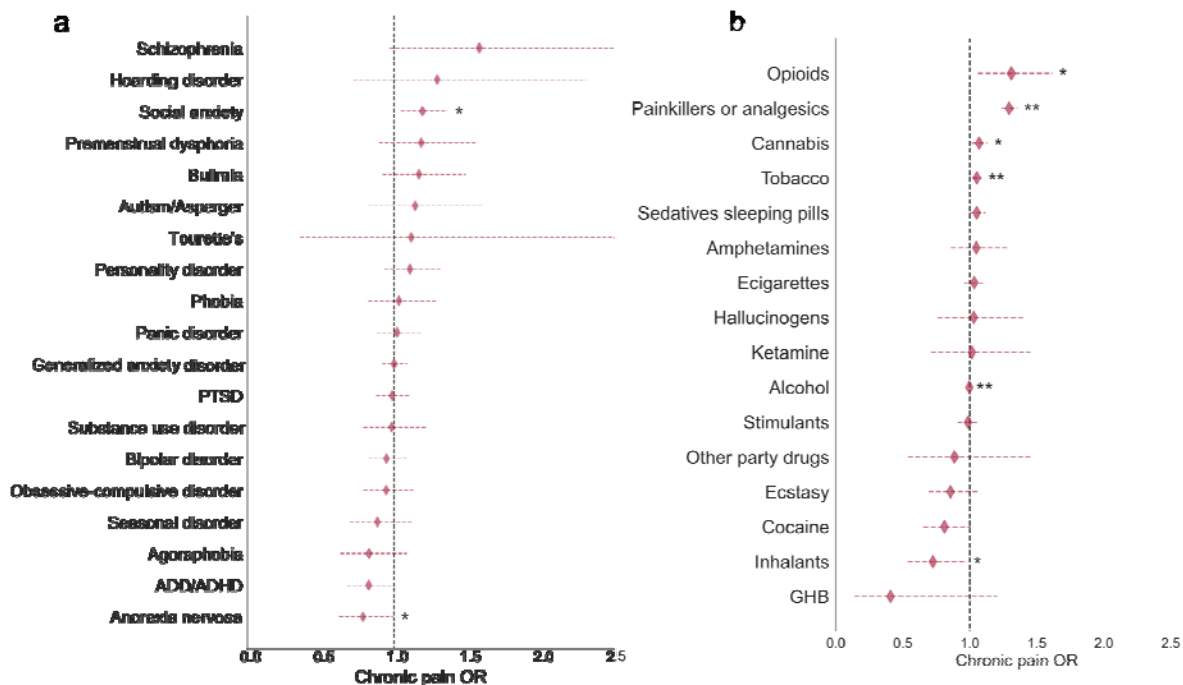 a
Schizophrenia
Hoarding disorder
Social anxiety *
Premenstrual dysphoria
Bulimia
Autism/Asperger
Tourette's
Personality disorder
Phobia
Panic disorder
Generalized anxiety disorder
PTSD
Substance use disorder
Bipolar disorder
Obsessive-compulsive disorder
Seasonal disorder
Agoraphobia
ADD/ADHD
Anorexia nervosa *
0.0 0.5 1.0 1.5 2.0 2.5
Chronic pain OR
b
Opioids *
Painkillers or analgesics **
Cannabis *
Tobacco **
Sedatives sleeping pills
Amphetamines
Ecigarettes
Hallucinogens
Ketamine
Alcohol **
Stimulants
Other party drugs
Ecstasy
Cocaine
Inhalants *
GHB
0.0 0.5 1.0 1.5 2.0 2.5
Chronic pain OR